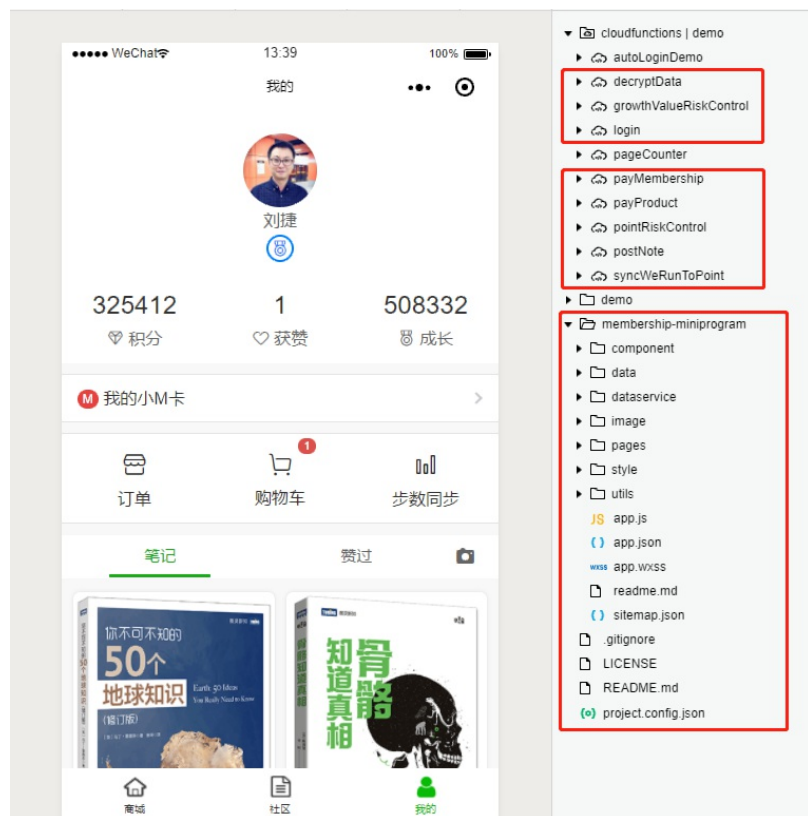 WeChat
13:39
100%
我的
刘捷
325412
1
508332
积分
获赞
成长
M 我的小M卡
1
订单
购物车
步数同步
笔记
赞过
你不可不知的
50个
地球知识
Earth: 50 Ideas
You Really Need to Know
(修订版)
骨骼
知道真相
商城
社区
我的
cloudfunctions | demo
autoLoginDemo
decryptData
growthValueRiskControl
login
pageCounter
payMembership
payProduct
pointRiskControl
postNote
syncWeRunToPoint
demo
membership-miniprogram
component
data
dataservice
image
pages
style
utils
JS app.js
{ } app.json
wxss app.wxss
readme.md
{ } sitemap.json
.gitignore
LICENSE
README.md
{o} project.config.json